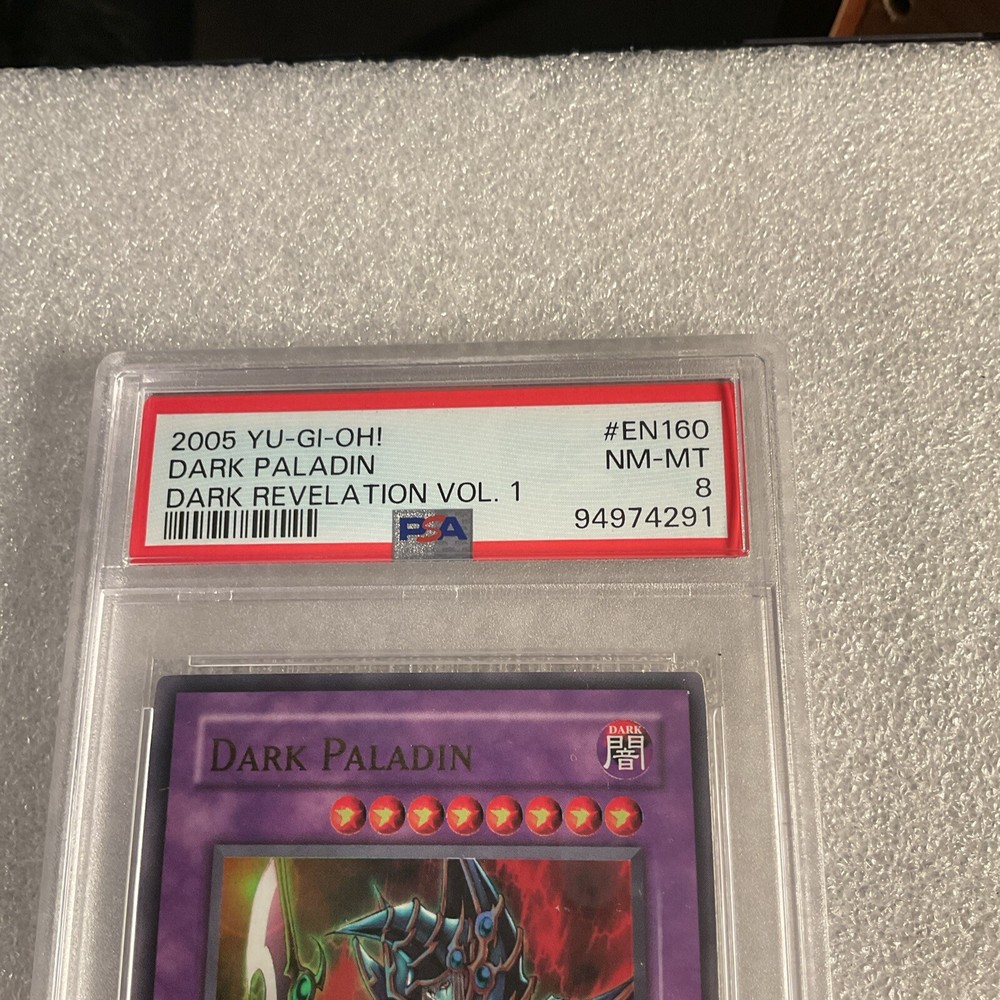 2005 YU-GI-OH! #EN160
DARK PALADIN NM-MT
DARK REVELATION VOL. 1 8
94974291
PSA
DARK PALADIN
DARK
闇